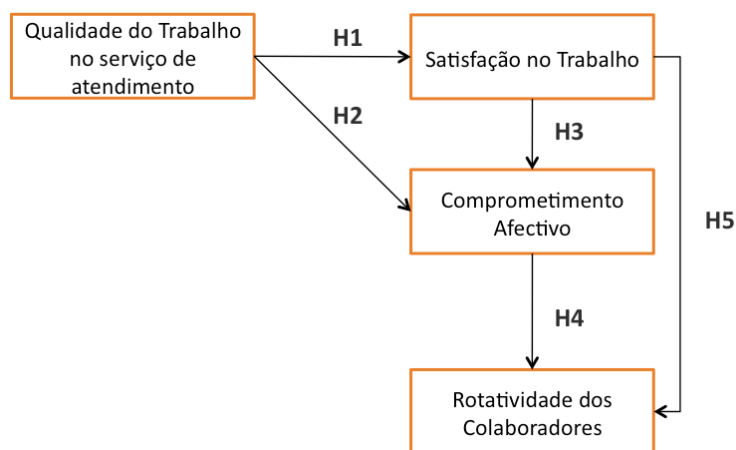 Qualidade do Trabalho
no serviço de
atendimento
H1
Satisfação no Trabalho
H2
H3
Comprometimento
Afectivo
H5
H4
Rotatividade dos
Colaboradores